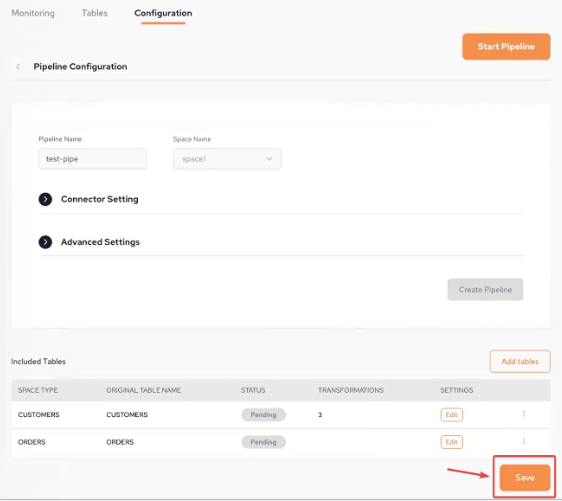 Monitoring Tables Configuration
Start Pipeline
Pipeline Configuration
Pipeline Name Space Name
test-pipe space1
Connector Setting
Advanced Settings
Create Pipeline
Included Tables Add tables
SPACE TYPE ORIGINAL TABLE NAME STATUS TRANSFORMATIONS SETTINGS
CUSTOMERS CUSTOMERS Pending 3 Edit
ORDERS ORDERS Pending Edit
Save